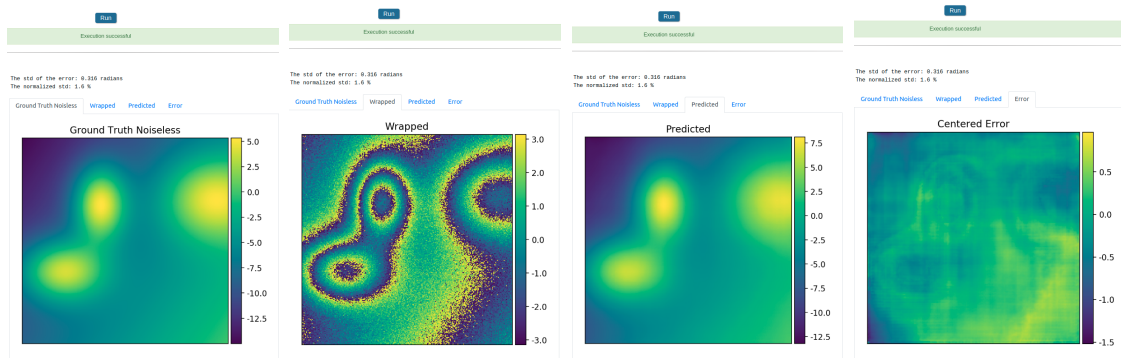 Run
Execution successful
The std of the error: 0.316 radians
The normalized std: 1.6 %
Ground Truth Noisless Wrapped Predicted Error
Ground Truth Noiseless
5.0
2.5
0.0
-2.5
-5.0
-7.5
-10.0
-12.5
Run
Execution successful
The std of the error: 0.316 radians
The normalized std: 1.6 %
Ground Truth Noisless Wrapped Predicted Error
Wrapped
3.0
2.0
1.0
0.0
-1.0
-2.0
-3.0
Run
Execution successful
The std of the error: 0.316 radians
The normalized std: 1.6 %
Ground Truth Noisless Wrapped Predicted Error
Predicted
7.5
5.0
2.5
0.0
-2.5
-5.0
-7.5
-10.0
-12.5
Run
Execution successful
The std of the error: 0.316 radians
The normalized std: 1.6 %
Ground Truth Noisless Wrapped Predicted Error
Centered Error
0.5
0.0
-0.5
-1.0
-1.5